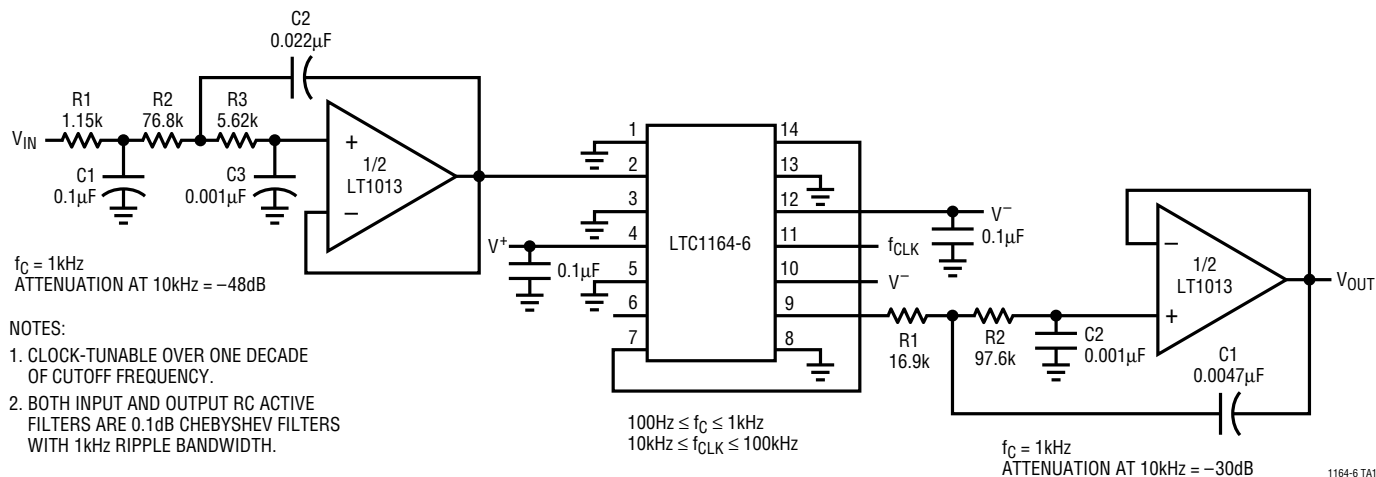 C2
0.022µF
R1
1.15k
R2
76.8k
R3
5.62k
VIN
C1
0.1µF
C3
0.001µF
+
1/2
LT1013
–
fC = 1kHz
ATTENUATION AT 10kHz = –48dB
NOTES:
1. CLOCK-TUNABLE OVER ONE DECADE
OF CUTOFF FREQUENCY.
2. BOTH INPUT AND OUTPUT RC ACTIVE
FILTERS ARE 0.1dB CHEBYSHEV FILTERS
WITH 1kHz RIPPLE BANDWIDTH.
1
2
3
4
5
6
7
V+
0.1µF
LTC1164-6
14
13
12
11
10
9
8
V–
0.1µF
fCLK
V–
100Hz ≤ fC ≤ 1kHz
10kHz ≤ fCLK ≤ 100kHz
R1
16.9k
R2
97.6k
C2
0.001µF
–
1/2
LT1013
+
VOUT
C1
0.0047µF
fC = 1kHz
ATTENUATION AT 10kHz = –30dB
1164-6 TA1